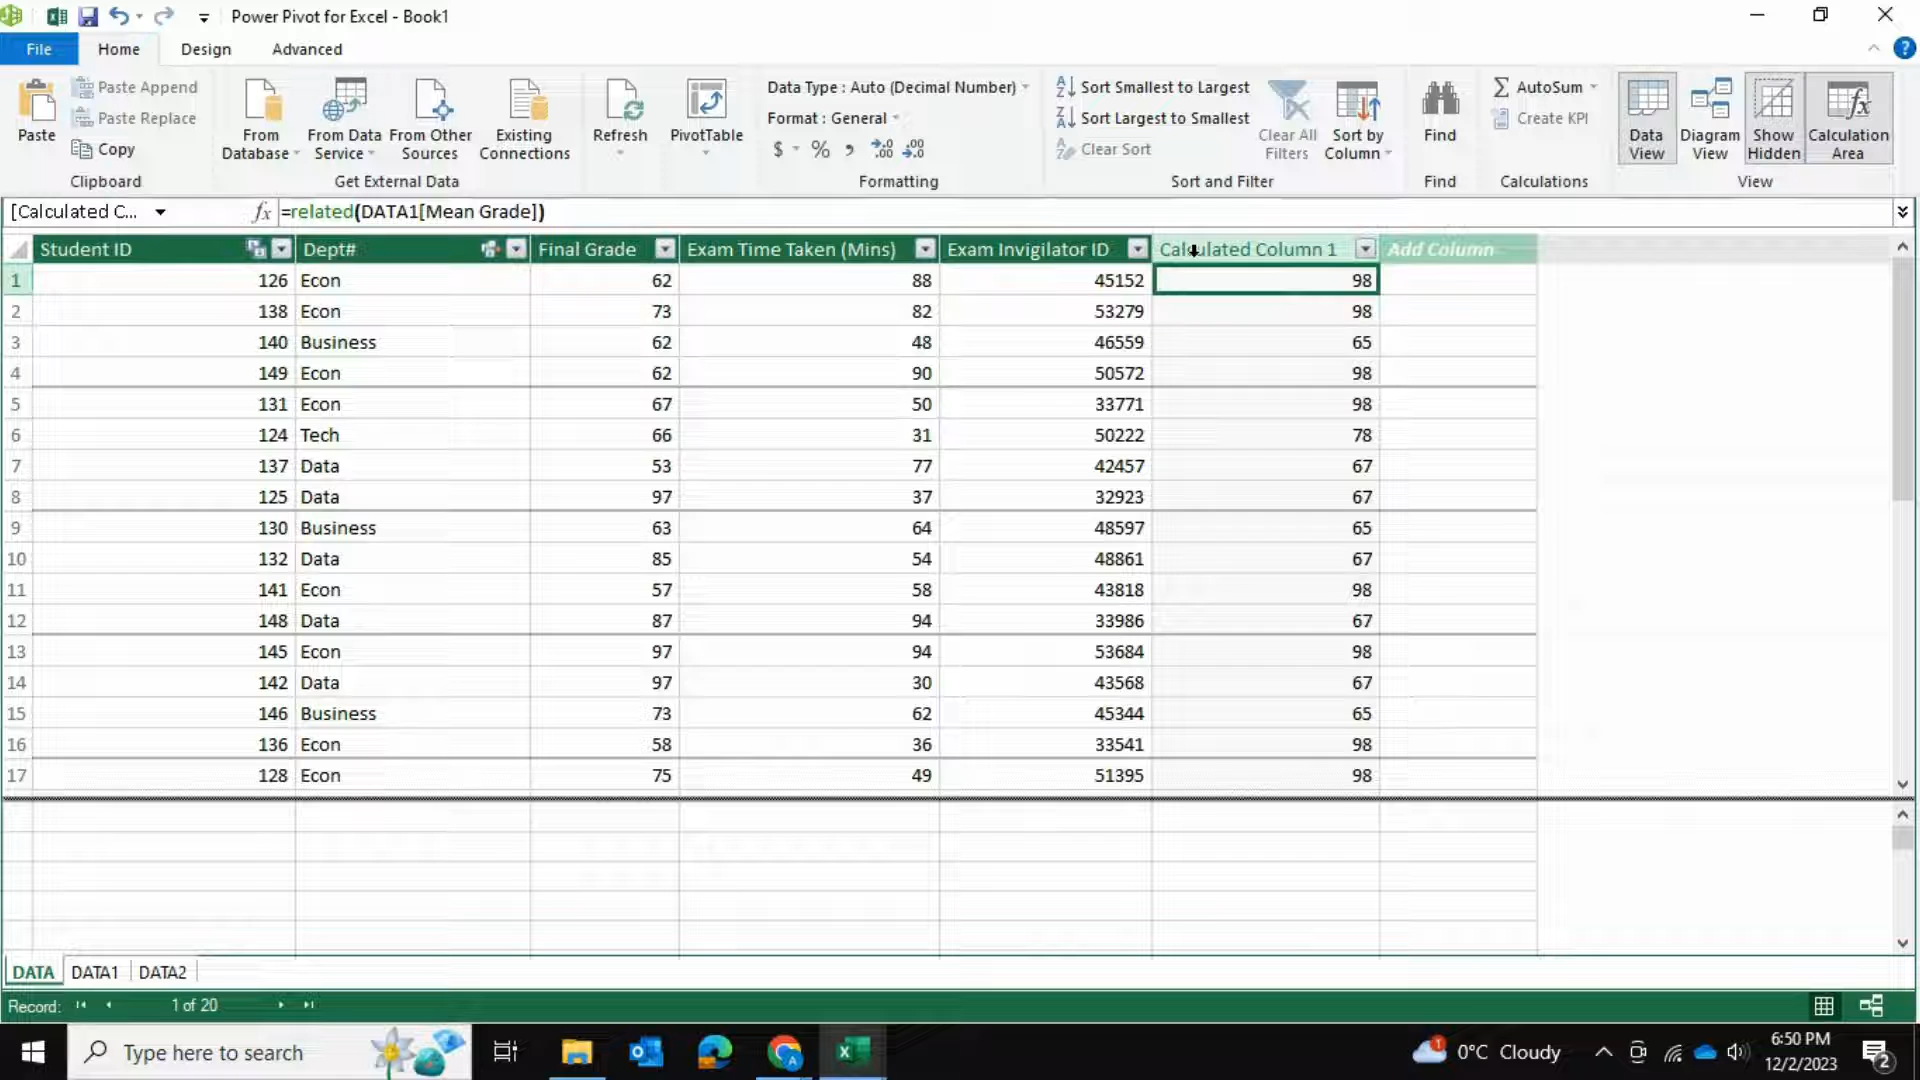 Power Pivot for Excel - Book1
File Home Design Advanced
Paste
Paste Append
Paste Replace
Copy
Clipboard
From Database
From Data Service
From Other Sources
Existing Connections
Get External Data
Refresh
PivotTable
Data Type : Auto (Decimal Number)
Format : General
$ % ,
Formatting
Sort Smallest to Largest
Sort Largest to Smallest
Clear Sort
Clear All Filters
Sort by Column
Sort and Filter
Find
Find
AutoSum
Create KPI
Calculations
Data View
Diagram View
Show Hidden
Calculation Area
View
[Calculated C... fx =related(DATA1[Mean Grade])
Student ID Dept# Final Grade Exam Time Taken (Mins) Exam Invigilator ID Calculated Column 1 Add Column
1 126 Econ 62 88 45152 98
2 138 Econ 73 82 53279 98
3 140 Business 62 48 46559 65
4 149 Econ 62 90 50572 98
5 131 Econ 67 50 33771 98
6 124 Tech 66 31 50222 78
7 137 Data 53 77 42457 67
8 125 Data 97 37 32923 67
9 130 Business 63 64 48597 65
10 132 Data 85 54 48861 67
11 141 Econ 57 58 43818 98
12 148 Data 87 94 33986 67
13 145 Econ 97 94 53684 98
14 142 Data 97 30 43568 67
15 146 Business 73 62 45344 65
16 136 Econ 58 36 33541 98
17 128 Econ 75 49 51395 98
DATA DATA1 DATA2
Record: 1 of 20
Type here to search
0°C Cloudy
6:50 PM
12/2/2023
2